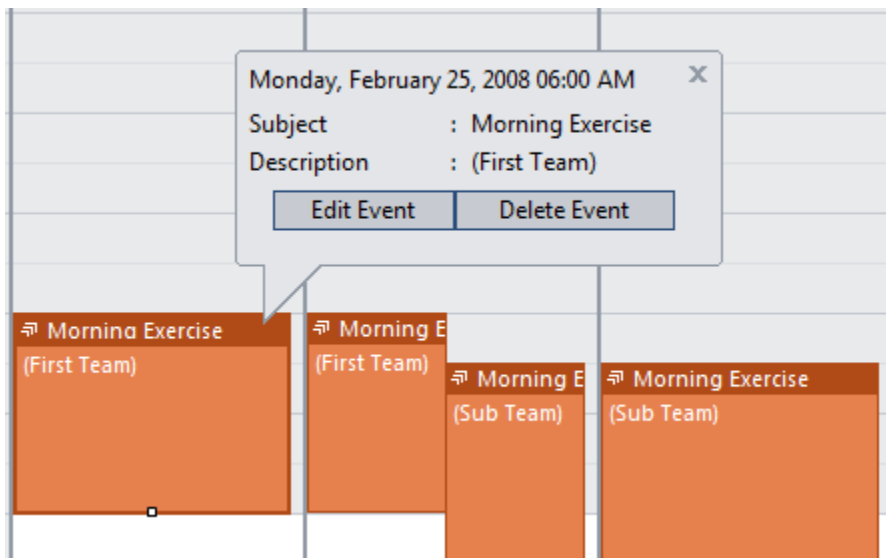 Monday, February 25, 2008 06:00 AM x
Subject : Morning Exercise
Description : (First Team)
Edit Event Delete Event
Morning Exercise
(First Team)
Morning E
(First Team)
Morning E
(Sub Team)
Morning Exercise
(Sub Team)